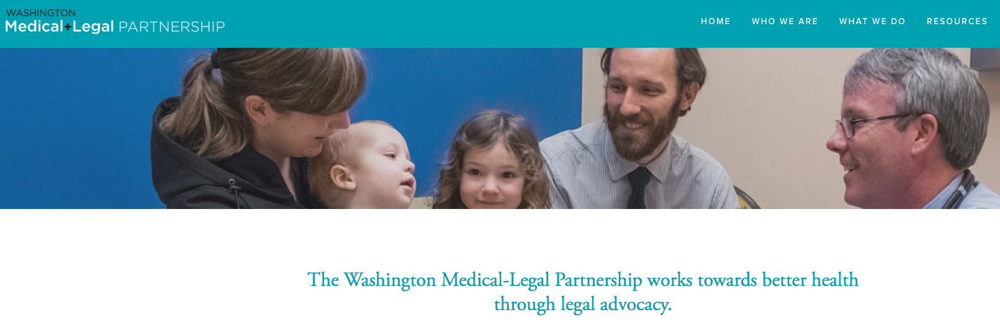 WASHINGTON
Medical+Legal PARTNERSHIP
HOME WHO WE ARE WHAT WE DO RESOURCES
The Washington Medical-Legal Partnership works towards better health
through legal advocacy.